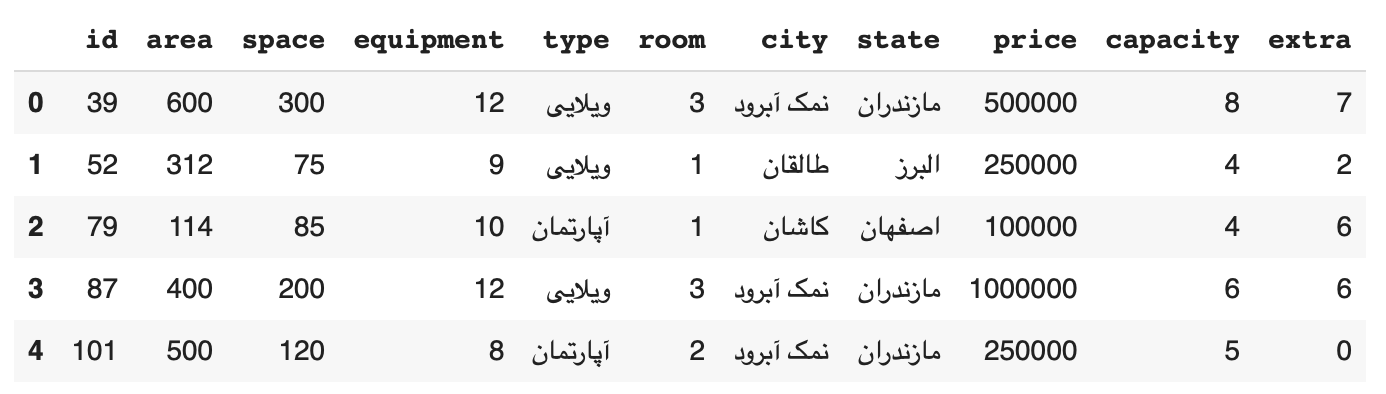 id area space equipment type room city state price capacity extra
0 39 600 300 12 ویلایی 3 نمک آبرود مازندران 500000 8 7
1 52 312 75 9 ویلایی 1 طالقان البرز 250000 4 2
2 79 114 85 10 آپارتمان 1 کاشان اصفهان 100000 4 6
3 87 400 200 12 ویلایی 3 نمک آبرود مازندران 1000000 6 6
4 101 500 120 8 آپارتمان 2 نمک آبرود مازندران 250000 5 0